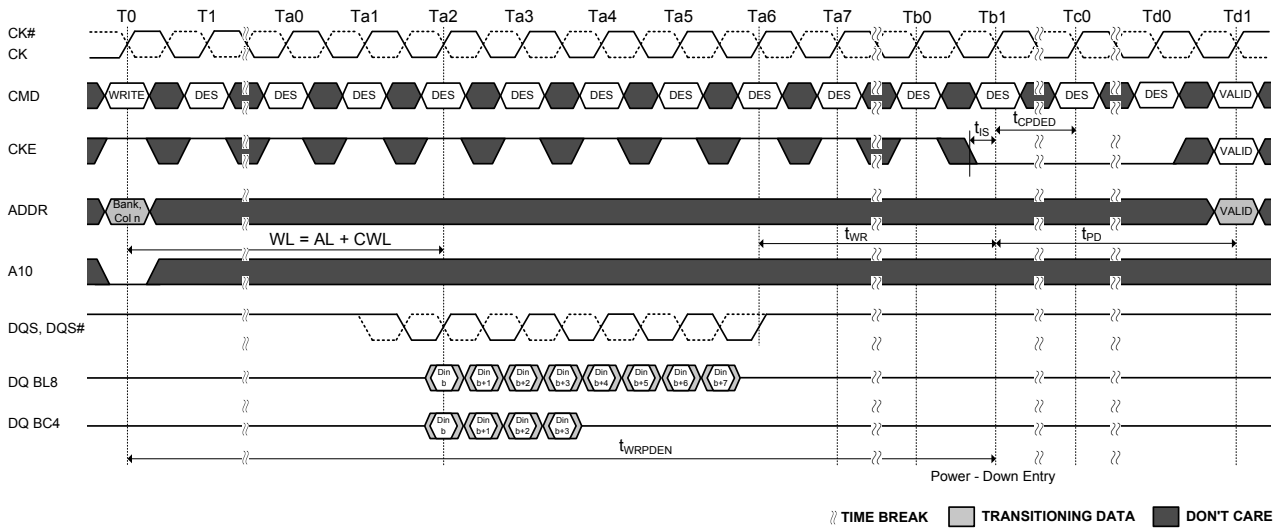 T0 T1 Ta0 Ta1 Ta2 Ta3 Ta4 Ta5 Ta6 Ta7 Tb0 Tb1 Tc0 Td0 Td1
CK#
CK
CMD WRITE DES DES DES DES DES DES DES DES DES DES DES DES DES VALID
tIS tCPDED
CKE VALID
ADDR Bank, Col n VALID
WL = AL + CWL tWR tPD
A10
DQS, DQS#
DQ BL8 Din b Din b+1 Din b+2 Din b+3 Din b+4 Din b+5 Din b+6 Din b+7
DQ BC4 Din b Din b+1 Din b+2 Din b+3
tWRPDEN
Power - Down Entry
TIME BREAK TRANSITIONING DATA DON'T CARE